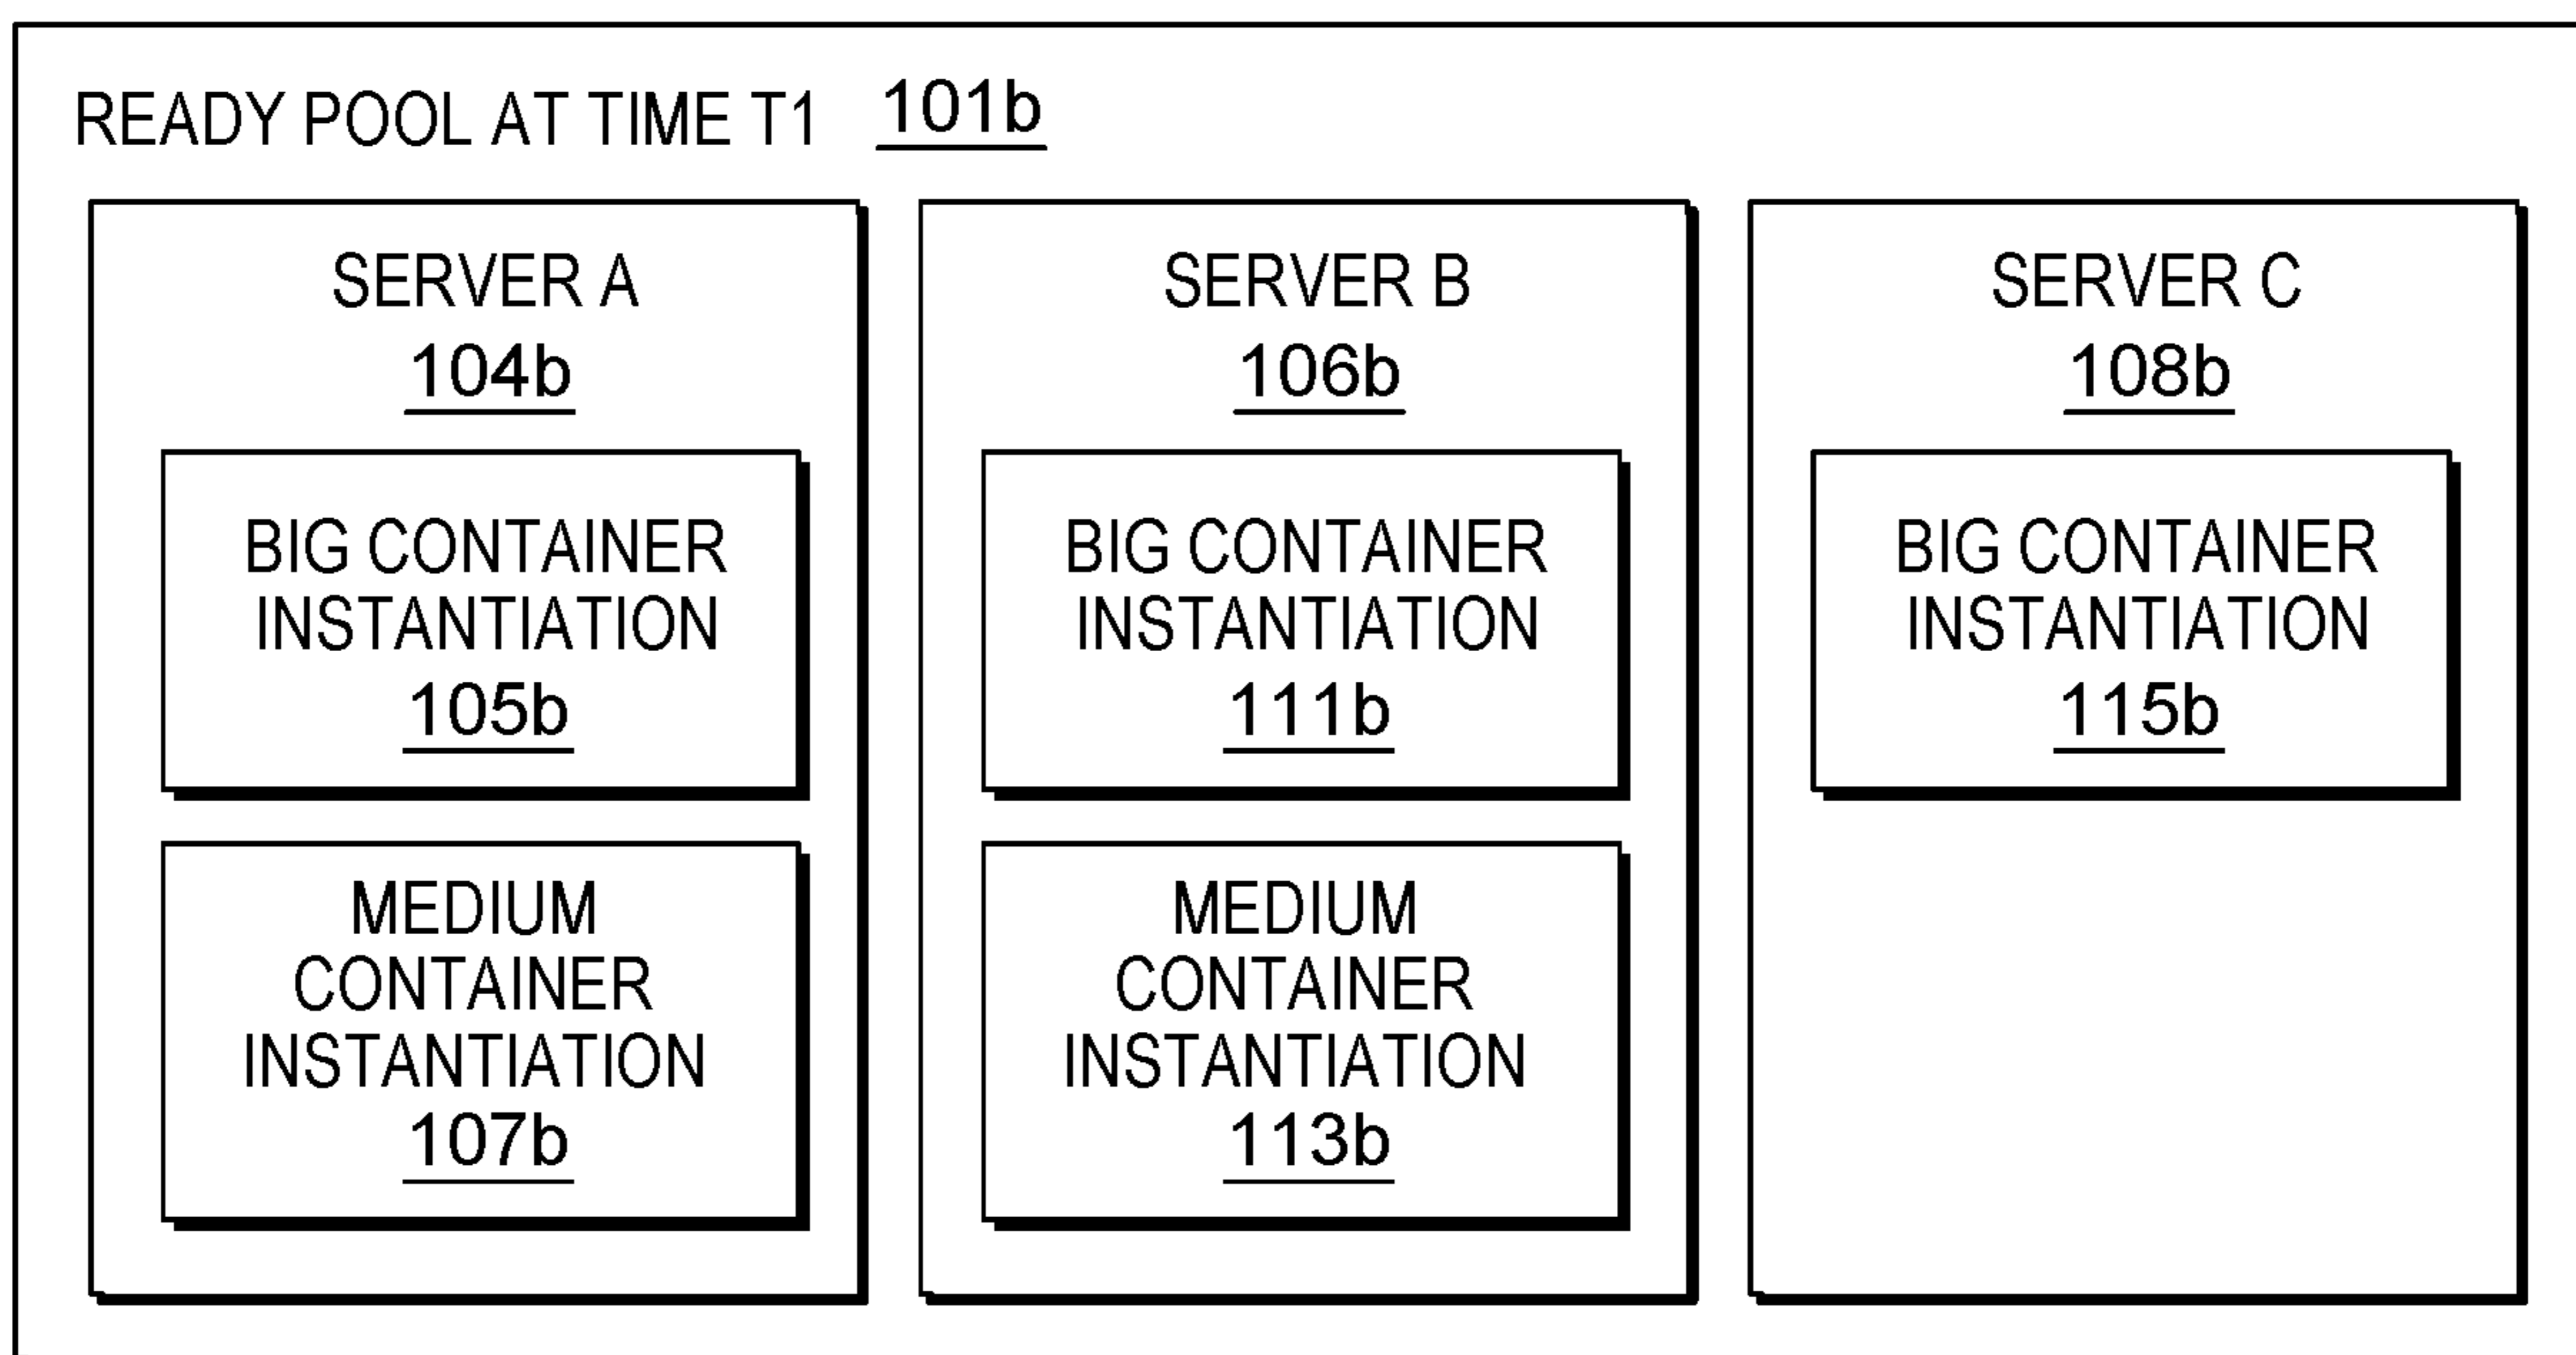 READY POOL AT TIME T1 101b
SERVER A
104b
BIG CONTAINER
INSTANTIATION
105b
MEDIUM
CONTAINER
INSTANTIATION
107b
SERVER B
106b
BIG CONTAINER
INSTANTIATION
111b
MEDIUM
CONTAINER
INSTANTIATION
113b
SERVER C
108b
BIG CONTAINER
INSTANTIATION
115b